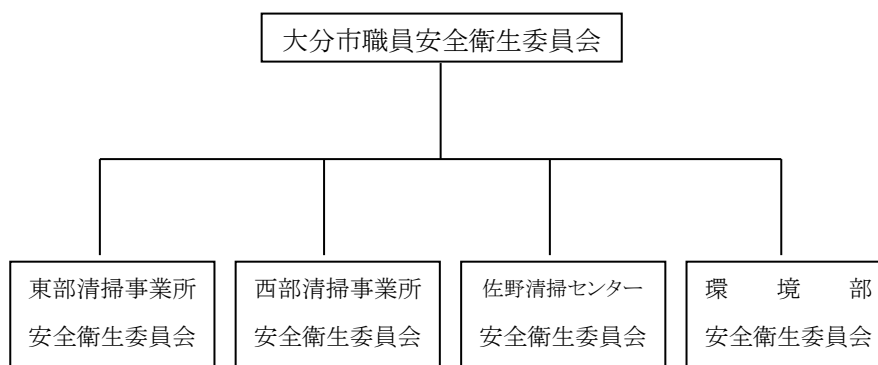 大分市職員安全衛生委員会
東部清掃事業所
安全衛生委員会
西部清掃事業所
安全衛生委員会
佐野清掃センター
安全衛生委員会
環境部
安全衛生委員会